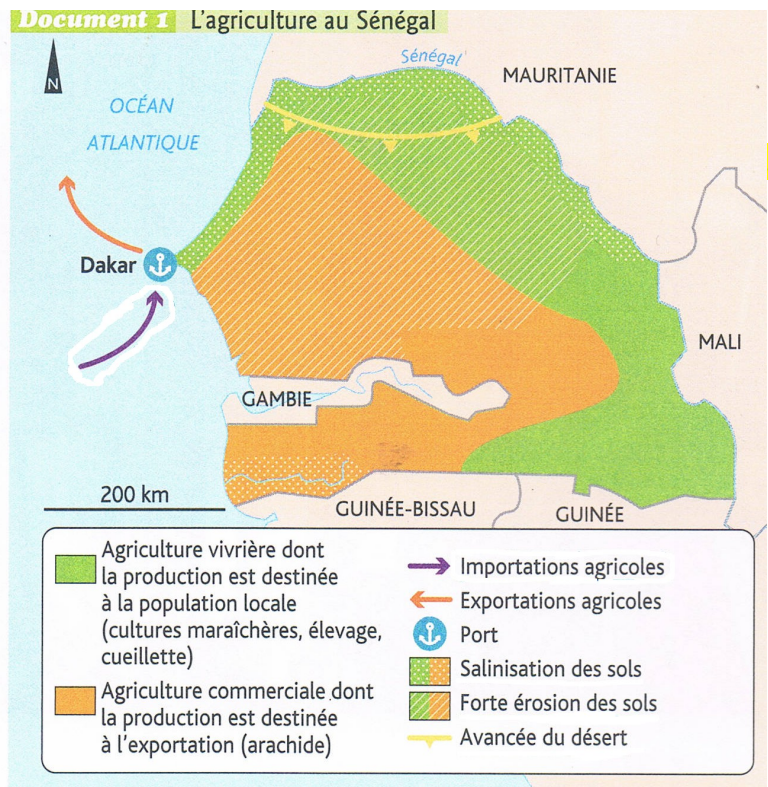 Document 1 L'agriculture au Sénégal
N
Sénégal
MAURITANIE
OCÉAN
ATLANTIQUE
Dakar
MALI
GAMBIE
200 km
GUINÉE-BISSAU
GUINÉE
Agriculture vivrière dont
la production est destinée
à la population locale
(cultures maraîchères, élevage,
cueillette)
Agriculture commerciale dont
la production est destinée
à l'exportation (arachide)
Importations agricoles
Exportations agricoles
Port
Salinisation des sols
Forte érosion des sols
Avancée du désert